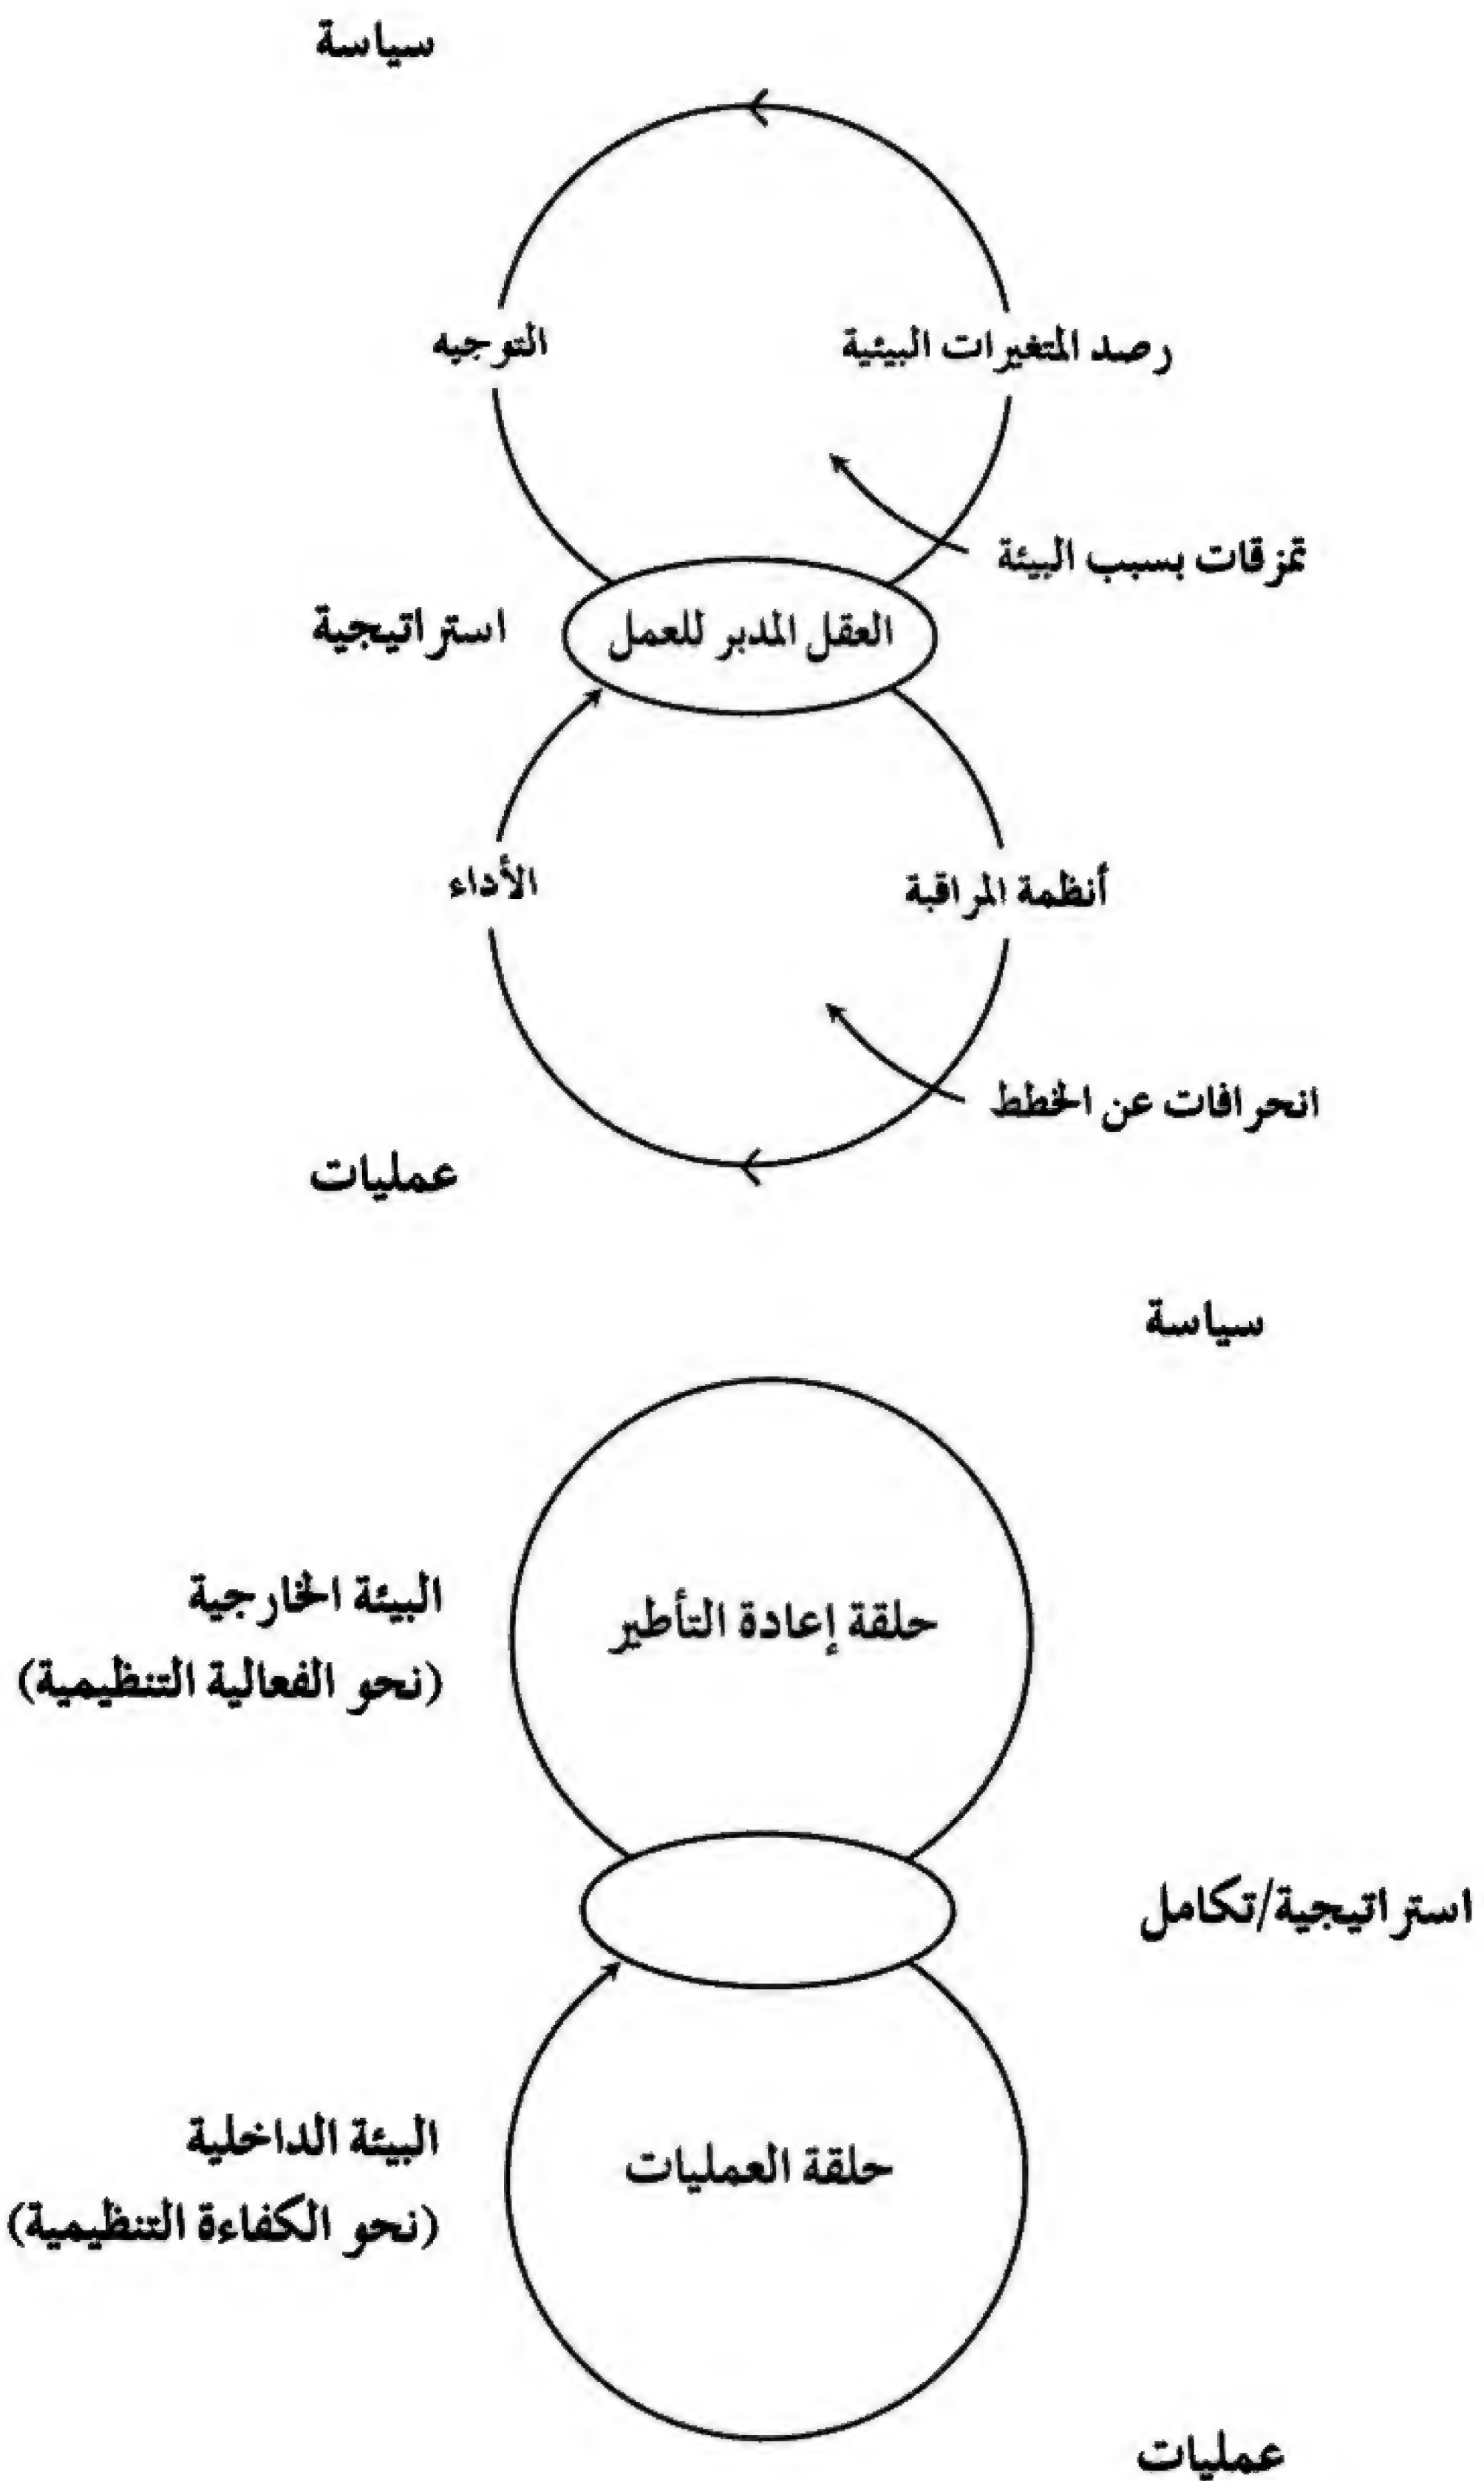 سياسة
التوجيه
رصد المتغيرات البيئية
تمزقات بسبب البيئة
استراتيجية
العقل المدبر للعمل
الأداء
أنظمة المراقبة
انحرافات عن الخطط
عمليات
سياسة
البيئة الخارجية
(نحو الفعالية التنظيمية)
حلقة إعادة التأطير
استراتيجية/تكامل
البيئة الداخلية
(نحو الكفاءة التنظيمية)
حلقة العمليات
عمليات